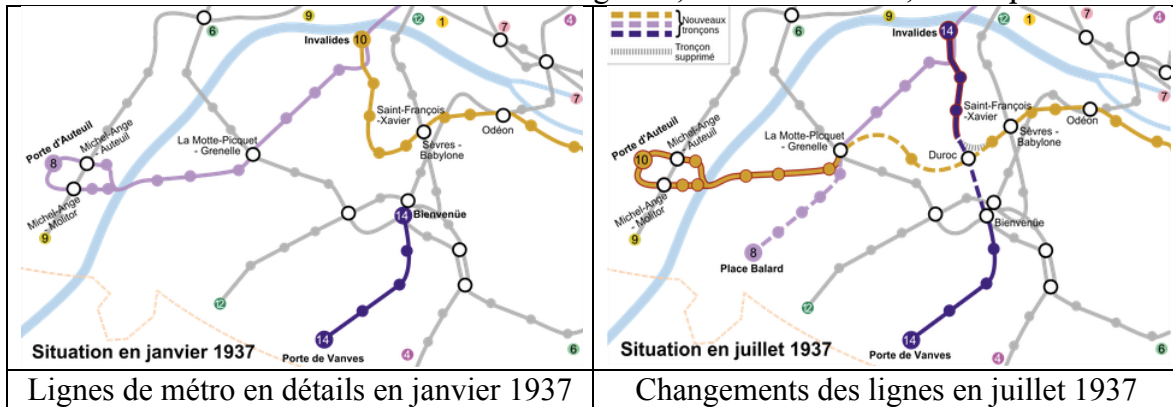 9
12
1
7
4
6
Invalides 10
7
Porte d'Auteuil
Michel-Ange
- Auteuil
8
La Motte-Picquet
- Grenelle
Saint-François
-Xavier
Odéon
Sèvres -
Babylone
Michel-Ange
- Molitor
9
14 Bienvenüe
12
14
Porte de Vanves
4
6
Situation en janvier 1937
Nouveaux
tronçons
Tronçon
supprimé
9
12
1
7
4
6
14
Invalides
7
Porte d'Auteuil
Michel-Ange
- Auteuil
10
La Motte-Picquet
- Grenelle
Saint-François
-Xavier
Odéon
Sèvres -
Babylone
Duroc
Michel-Ange
- Molitor
9
Bienvenüe
8
Place Balard
12
14
Porte de Vanves
4
6
Situation en juillet 1937
Lignes de métro en détails en janvier 1937
Changements des lignes en juillet 1937